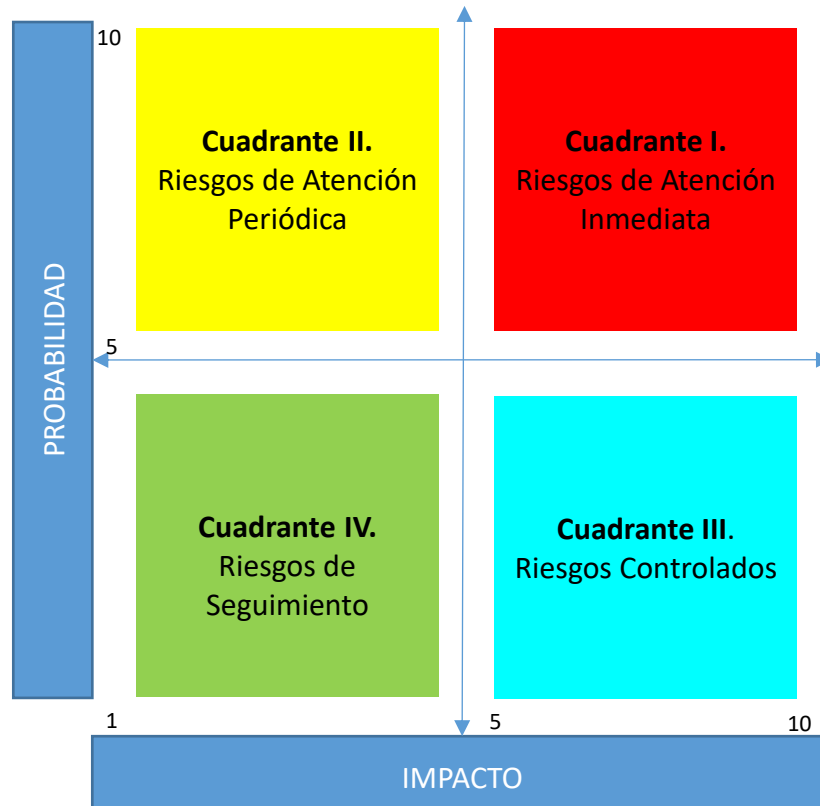 10
Cuadrante II.
Riesgos de Atención
Periódica
Cuadrante I.
Riesgos de Atención
Inmediata
PROBABILIDAD
5
Cuadrante IV.
Riesgos de
Seguimiento
Cuadrante III.
Riesgos Controlados
1
5
10
IMPACTO